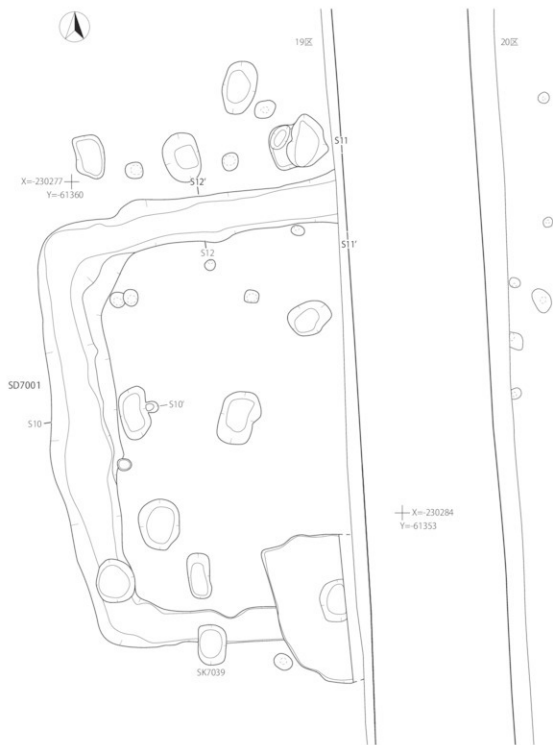 19区
20区
S11
X=-230277
Y=-61360
S12'
S11'
S12
SD7001
S10
S10'
X=-230284
Y=-61353
SK7039